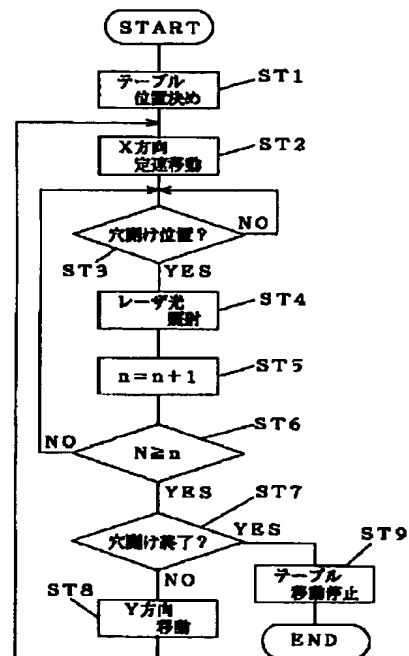 START
テーブル
位置決め
ST1
X方向
定速移動
ST2
穴開け位置?
NO
ST3
YES
レーザ光
照射
ST4
n=n+1
ST5
ST6
NO
N≧n
YES
ST7
穴開け終了?
YES
ST9
NO
テーブル
移動停止
ST8
Y方向
移動
END